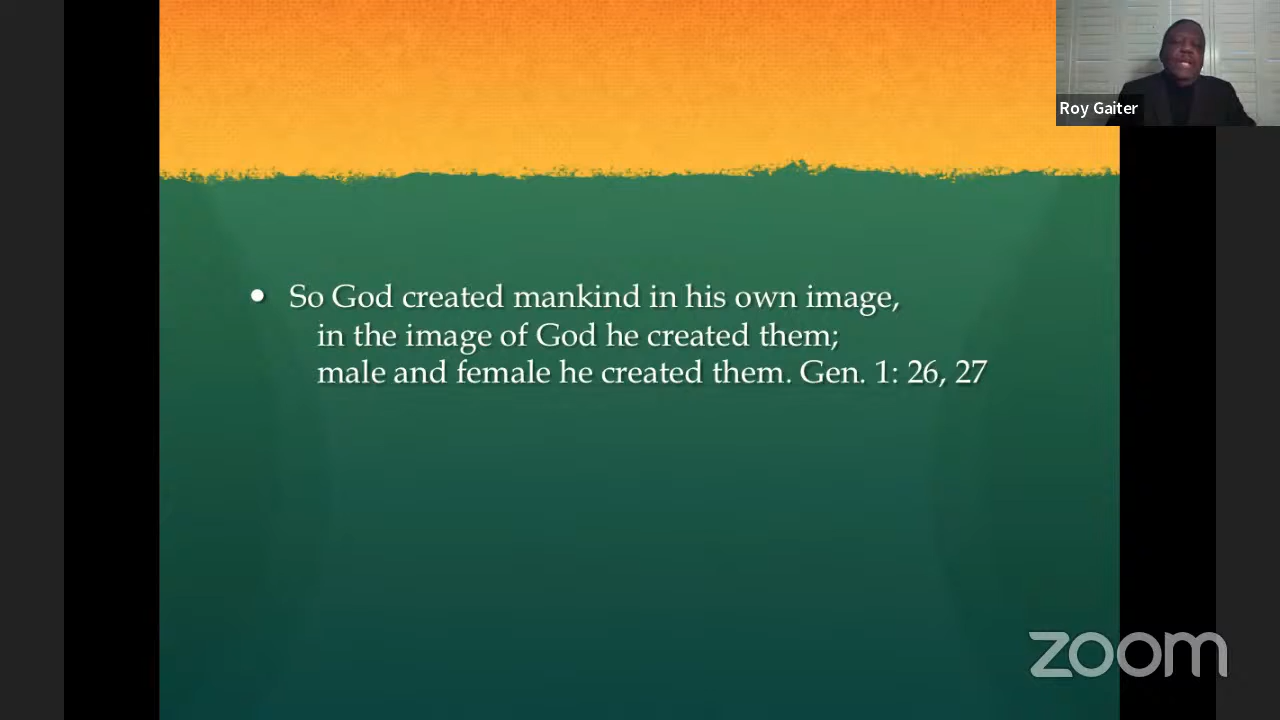 Roy Gaiter
• So God created mankind in his own image,
in the image of God he created them;
male and female he created them. Gen. 1: 26, 27
zoom